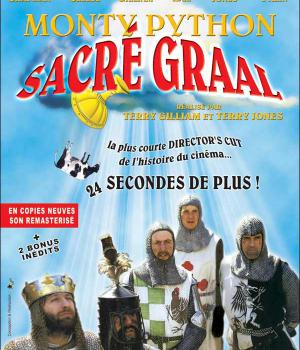 MONTY PYTHON
SACRÉ GRAAL
RÉALISÉ PAR
TERRY GILLIAM ET TERRY JONES
la plus courte DIRECTOR'S CUT
de l'histoire du cinéma...
24 SECONDES DE PLUS !
EN COPIES NEUVES
SON REMASTERISÉ
+ 2 BONUS
INÉDITS